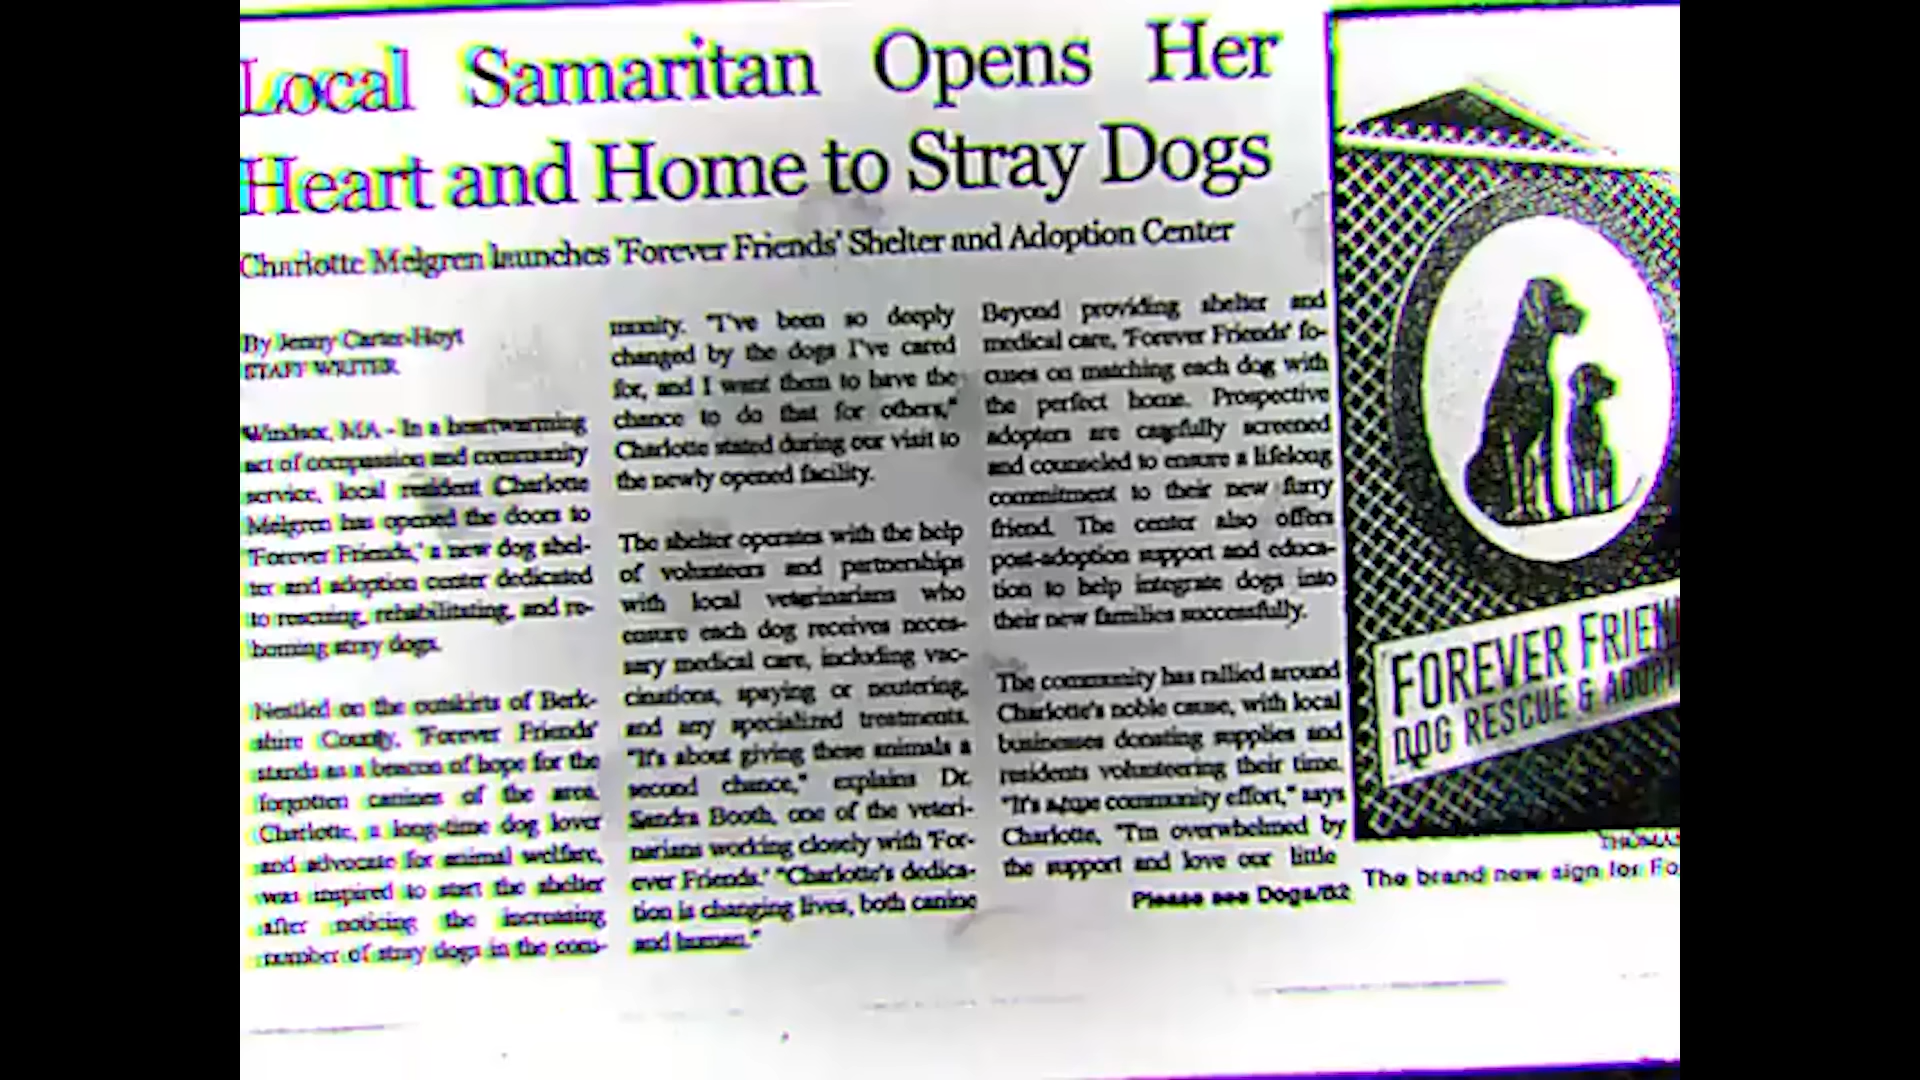 Local Samaritan Opens Her
Heart and Home to Stray Dogs
Charlotte Melgren launches 'Forever Friends' Shelter and Adoption Center
By Jenny Carter-Hoyt
STAFF WRITER
Windsor, MA - In a heartwarming
act of compassion and community
service, local resident Charlotte
Melgren has opened the doors to
'Forever Friends,' a new dog shel-
ter and adoption center dedicated
to rescuing, rehabilitating, and re-
homing stray dogs.
Nestled on the outskirts of Berk-
shire County, 'Forever Friends'
stands as a beacon of hope for the
forgotten canines of the area.
Charlotte, a long-time dog lover
and advocate for animal welfare,
was inspired to start the shelter
after noticing the increasing
number of stray dogs in the com-
munity. "I've been so deeply
changed by the dogs I've cared
for, and I want them to have the
chance to do that for others,"
Charlotte stated during our visit to
the newly opened facility.
The shelter operates with the help
of volunteers and partnerships
with local veterinarians who
ensure each dog receives neces-
sary medical care, including vac-
cinations, spaying or neutering,
and any specialized treatments.
"It's about giving these animals a
second chance," explains Dr.
Sandra Booth, one of the veteri-
narians working closely with 'For-
ever Friends.' "Charlotte's dedica-
tion is changing lives, both canine
and human."
Beyond providing shelter and
medical care, 'Forever Friends' fo-
cuses on matching each dog with
the perfect home. Prospective
adopters are carefully screened
and counseled to ensure a lifelong
commitment to their new furry
friend. The center also offers
post-adoption support and educa-
tion to help integrate dogs into
their new families successfully.
The community has rallied around
Charlotte's noble cause, with local
businesses donating supplies and
residents volunteering their time.
"It's a true community effort," says
Charlotte, "I'm overwhelmed by
the support and love our little
Please see Dogs/B2
FOREVER FRIEN
DOG RESCUE & ADOPT
THOMAS
The brand new sign for Fo